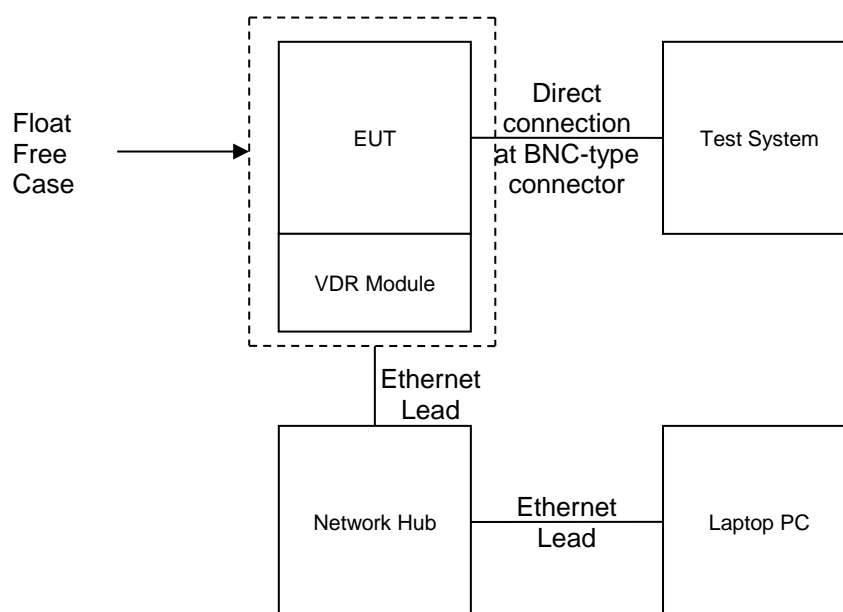 Float
Free
Case
EUT
Direct
connection
at BNC-type
connector
Test System
VDR Module
Ethernet
Lead
Network Hub
Ethernet
Lead
Laptop PC